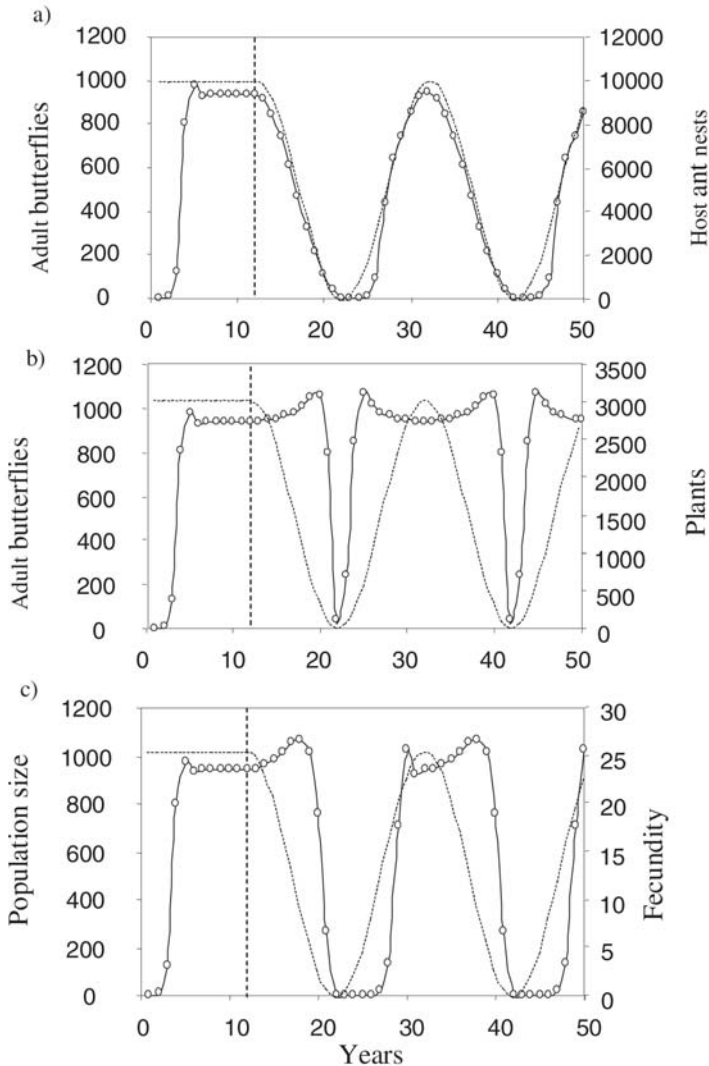 a)
1200 12000
1000 10000
800 8000
600 6000
400 4000
200 2000
0 0
0 10 20 30 40 50
Adult butterflies
Host ant nests
b)
1200 3500
1000 3000
800 2500
600 2000
400 1500
200 1000
0 500
0
0 10 20 30 40 50
Adult butterflies
Plants
c)
1200 30
1000 25
800 20
600 15
400 10
200 5
0 0
0 10 20 30 40 50
Population size
Fecundity
Years